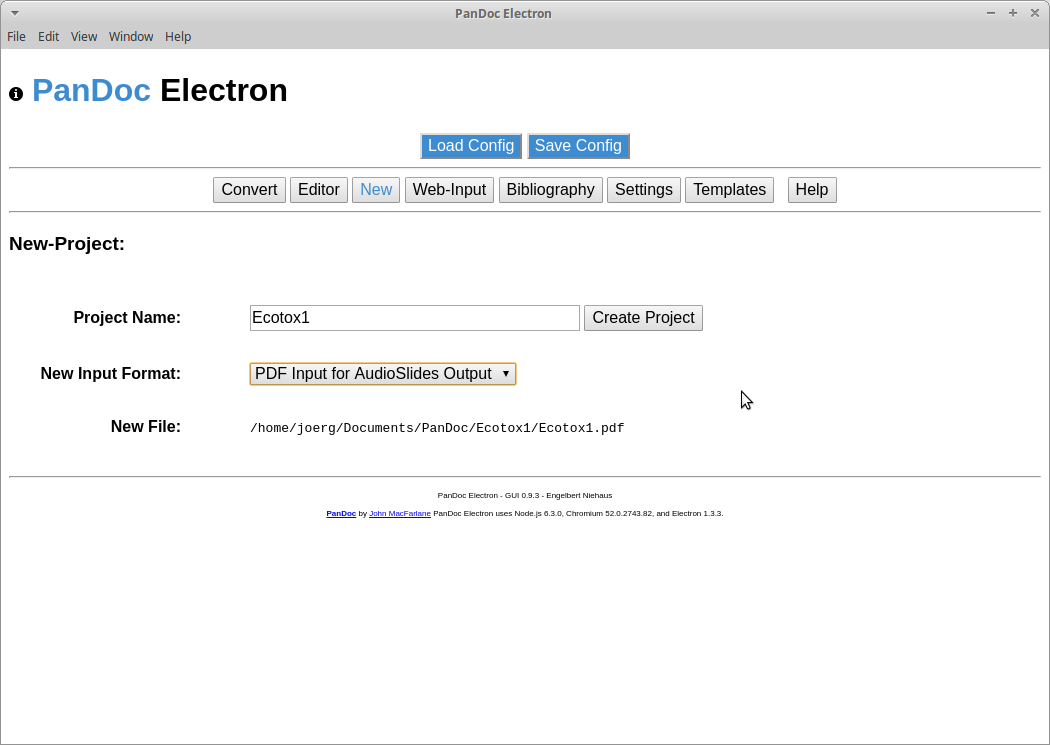 PanDoc Electron
File Edit View Window Help
PanDoc Electron
Load Config Save Config
Convert Editor New Web-Input Bibliography Settings Templates Help
New-Project:
Project Name: Ecotox1 Create Project
New Input Format: PDF Input for AudioSlides Output
New File: /home/joerg/Documents/PanDoc/Ecotox1/Ecotox1.pdf
PanDoc Electron - GUI 0.9.3 - Engelbert Niehaus
PanDoc by John MacFarlane PanDoc Electron uses Node.js 6.3.0, Chromium 52.0.2743.82, and Electron 1.3.3.